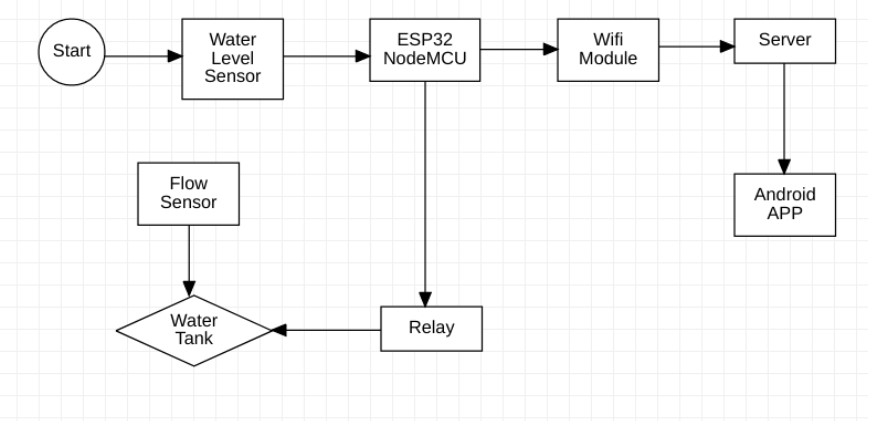 Start
Water
Level
Sensor
ESP32
NodeMCU
Wifi
Module
Server
Flow
Sensor
Android
APP
Water
Tank
Relay